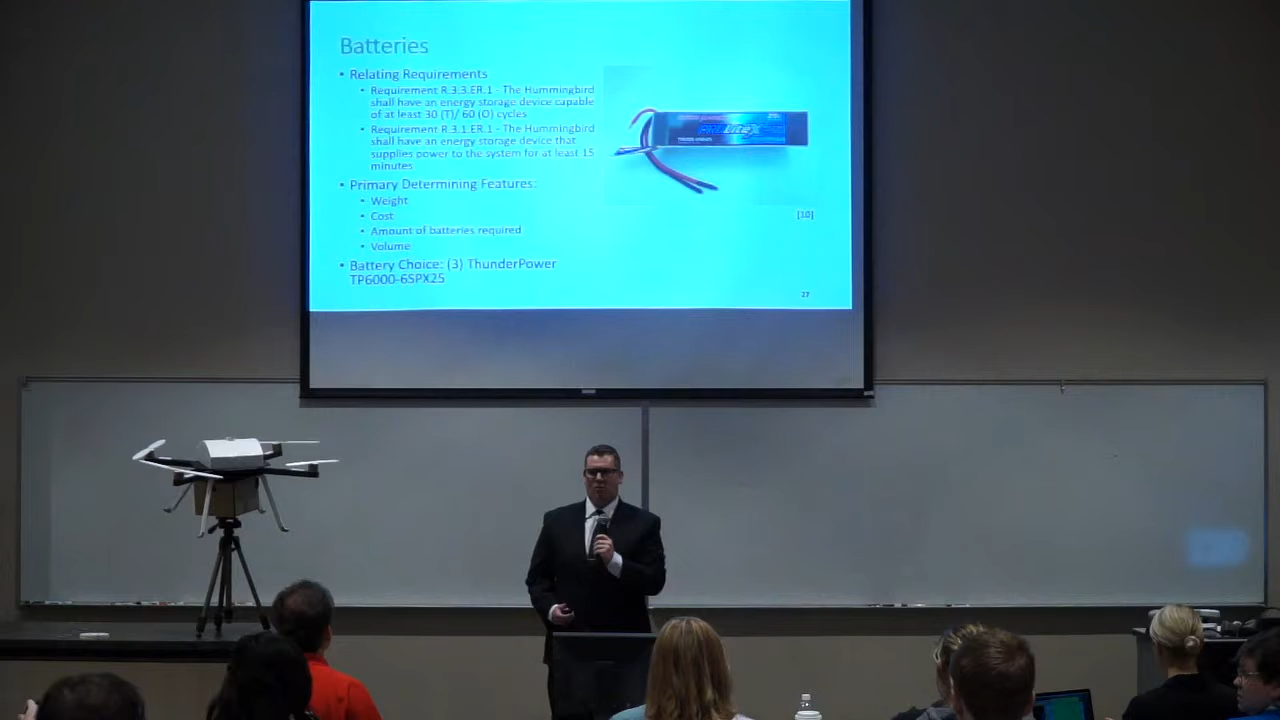 Batteries
• Relating Requirements
• Requirement R.3.3.ER.1 - The Hummingbird
shall have an energy storage device capable
of at least 30 (T)/ 60 (O) cycles
• Requirement R.3.1.ER.1 - The Hummingbird
shall have an energy storage device that
supplies power to the system for at least 15
minutes
• Primary Determining Features:
• Weight
• Cost
• Amount of batteries required
• Volume
• Battery Choice: (3) ThunderPower
TP6000-6SPX25
[10]
27